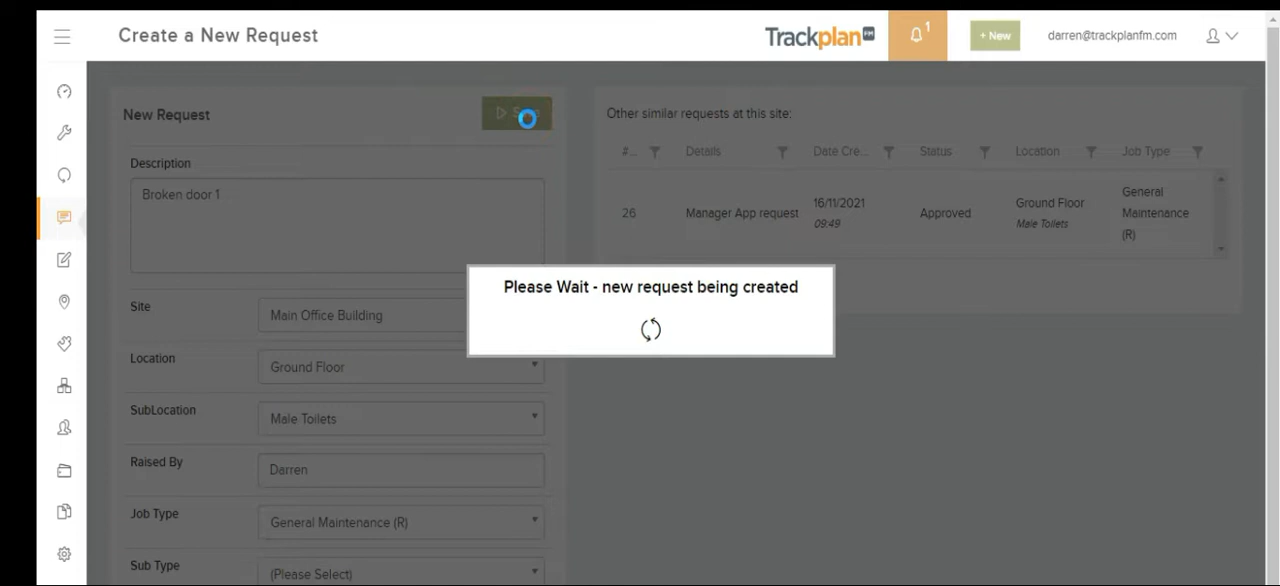 Create a New Request
Trackplan FM
1
+ New
darren@trackplanfm.com
New Request
Description
Broken door 1
Site
Main Office Building
Location
Ground Floor
SubLocation
Male Toilets
Raised By
Darren
Job Type
General Maintenance (R)
Sub Type
(Please Select)
Other similar requests at this site:
#... Details Date Cre... Status Location Job Type
26 Manager App request 16/11/2021 09:49 Approved Ground Floor Male Toilets General Maintenance (R)
Please Wait - new request being created